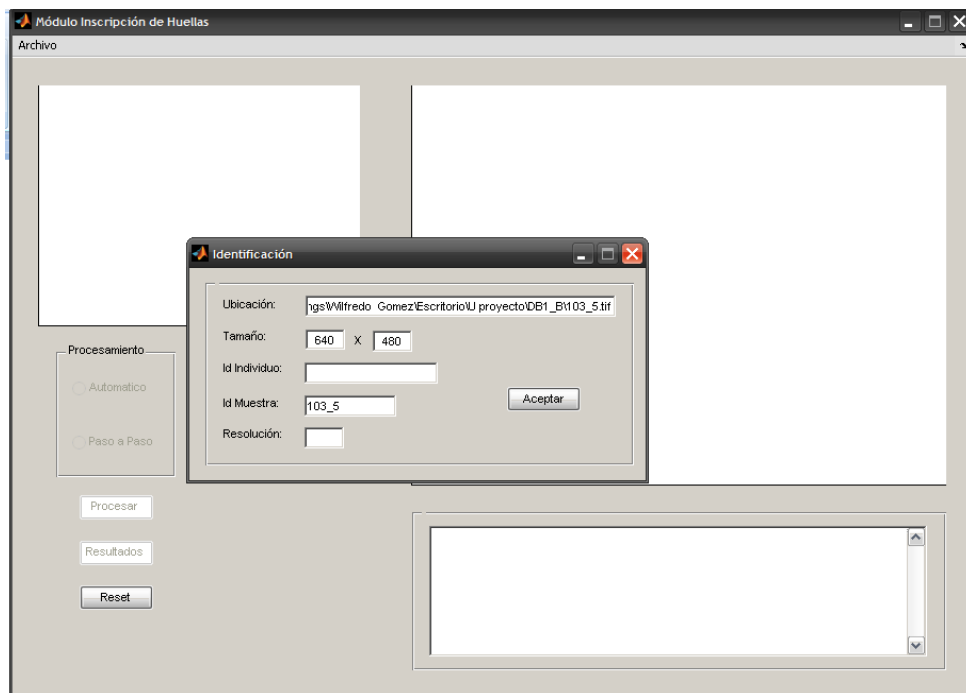 Módulo Inscripción de Huellas
Archivo
Identificación
Ubicación: ngs\Wilfredo Gomez\Escritorio\U proyecto\DB1_B\103_5.tif
Tamaño: 640 X 480
Id Individuo:
Id Muestra: 103_5
Aceptar
Resolución:
Procesamiento
Automatico
Paso a Paso
Procesar
Resultados
Reset